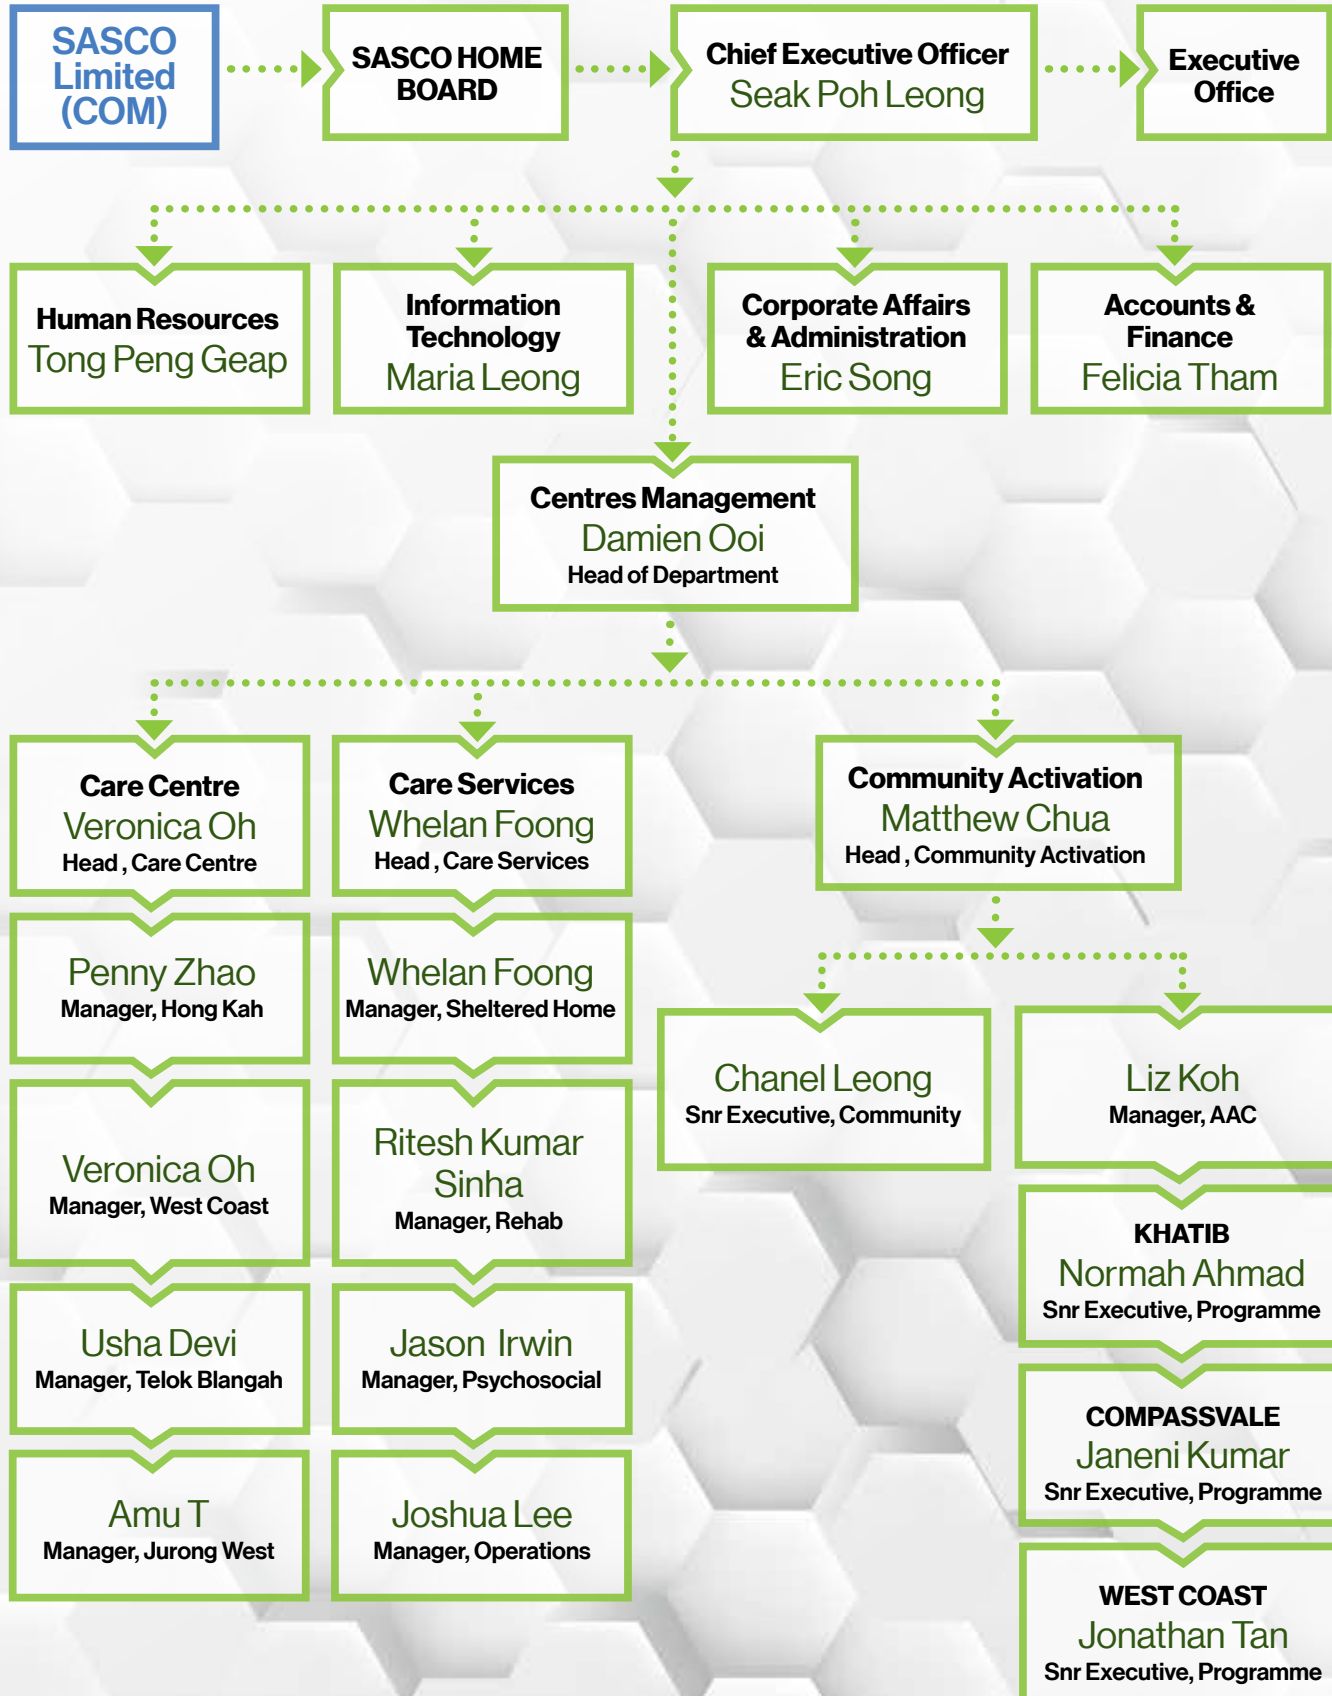 SASCO
Limited
(COM)
SASCO HOME
BOARD
Chief Executive Officer
Seak Poh Leong
Executive
Office
Human Resources
Tong Peng Geap
Information
Technology
Maria Leong
Corporate Affairs
& Administration
Eric Song
Accounts &
Finance
Felicia Tham
Centres Management
Damien Ooi
Head of Department
Care Centre
Veronica Oh
Head , Care Centre
Penny Zhao
Manager, Hong Kah
Veronica Oh
Manager, West Coast
Usha Devi
Manager, Telok Blangah
Amu T
Manager, Jurong West
Care Services
Whelan Foong
Head , Care Services
Whelan Foong
Manager, Sheltered Home
Ritesh Kumar
Sinha
Manager, Rehab
Jason Irwin
Manager, Psychosocial
Joshua Lee
Manager, Operations
Community Activation
Matthew Chua
Head , Community Activation
Chanel Leong
Snr Executive, Community
Liz Koh
Manager, AAC
KHATIB
Normah Ahmad
Snr Executive, Programme
COMPASSVALE
Janeni Kumar
Snr Executive, Programme
WEST COAST
Jonathan Tan
Snr Executive, Programme